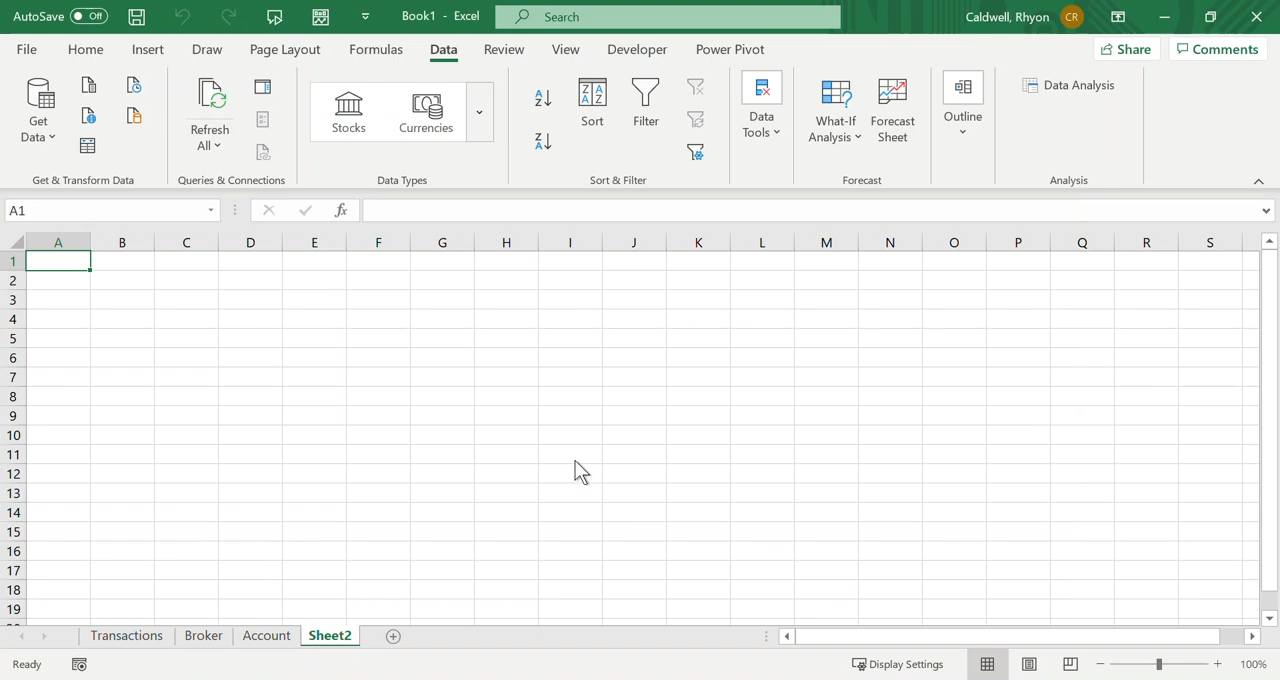 AutoSave Off Book1 - Excel Search Caldwell, Rhyon CR
File Home Insert Draw Page Layout Formulas Data Review View Developer Power Pivot Share Comments
Get Data
Refresh All
Stocks
Currencies
Sort
Filter
Data Tools
What-If Analysis
Forecast Sheet
Outline
Data Analysis
Get & Transform Data Queries & Connections Data Types Sort & Filter Forecast Analysis
A1 fx
A B C D E F G H I J K L M N O P Q R S
1
2
3
4
5
6
7
8
9
10
11
12
13
14
15
16
17
18
19
Transactions Broker Account Sheet2
Ready Display Settings 100%